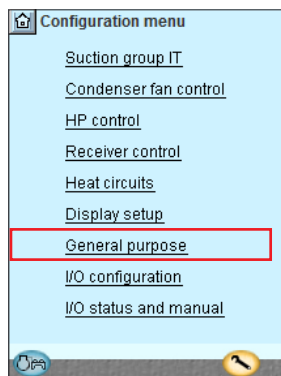 Configuration menu
Suction group IT
Condenser fan control
HP control
Receiver control
Heat circuits
Display setup
General purpose
I/O configuration
I/O status and manual